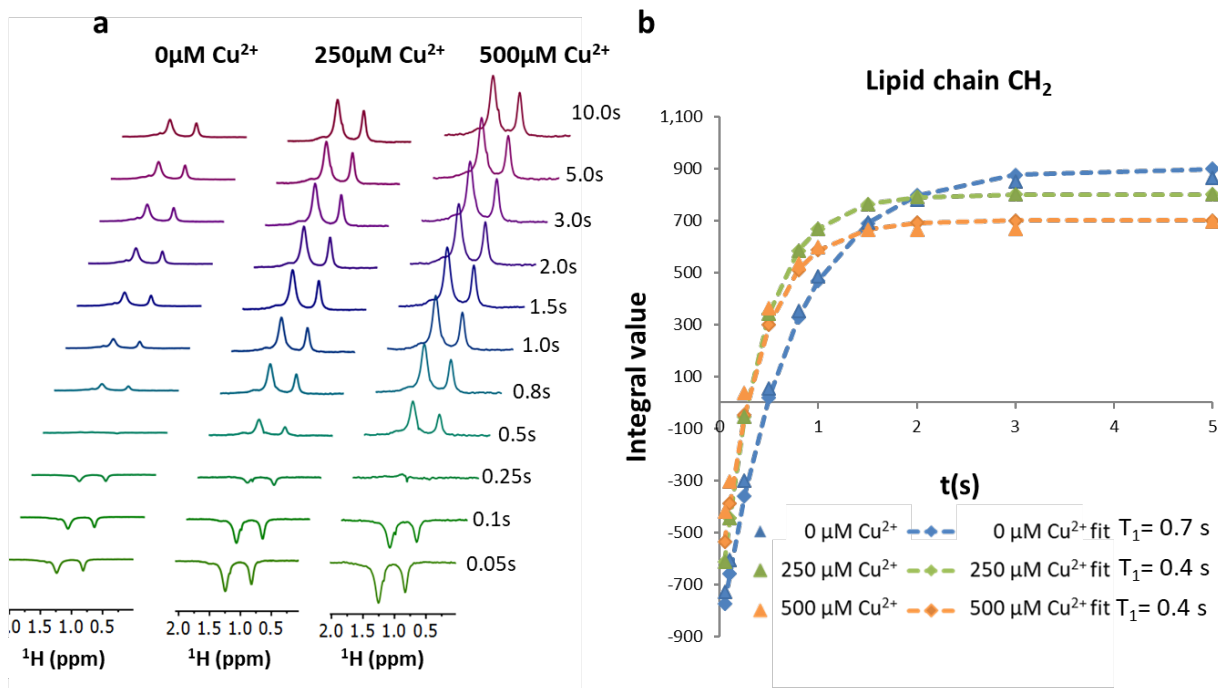 a
0μM Cu²⁺ 250μM Cu²⁺ 500μM Cu²⁺
10.0s
5.0s
3.0s
2.0s
1.5s
1.0s
0.8s
0.5s
0.25s
0.1s
0.05s
.0 1.5 1.0 0.5
2.0 1.5 1.0 0.5
2.0 1.5 1.0 0.5
¹H (ppm)
¹H (ppm)
¹H (ppm)
b
Lipid chain CH₂
Integral value
1,100
900
700
500
300
100
-100
-300
-500
-700
-900
0 1 2 3 4 5
t(s)
0 μM Cu²⁺ 0 μM Cu²⁺ fit T₁= 0.7 s
250 μM Cu²⁺ 250 μM Cu²⁺ fit T₁= 0.4 s
500 μM Cu²⁺ 500 μM Cu²⁺ fit T₁= 0.4 s